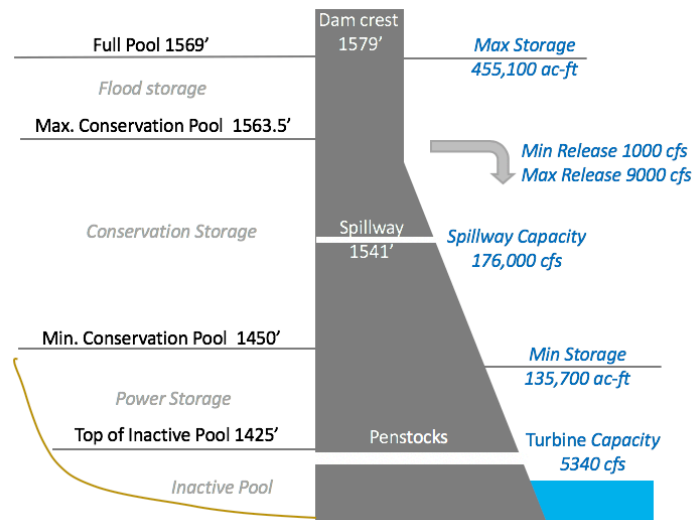 Dam crest
1579’
Full Pool 1569’
Max Storage
455,100 ac-ft
Flood storage
Max. Conservation Pool 1563.5’
Min Release 1000 cfs
Max Release 9000 cfs
Conservation Storage
Spillway
1541’
Spillway Capacity
176,000 cfs
Min. Conservation Pool 1450’
Min Storage
135,700 ac-ft
Power Storage
Top of Inactive Pool 1425’
Penstocks
Turbine Capacity
5340 cfs
Inactive Pool